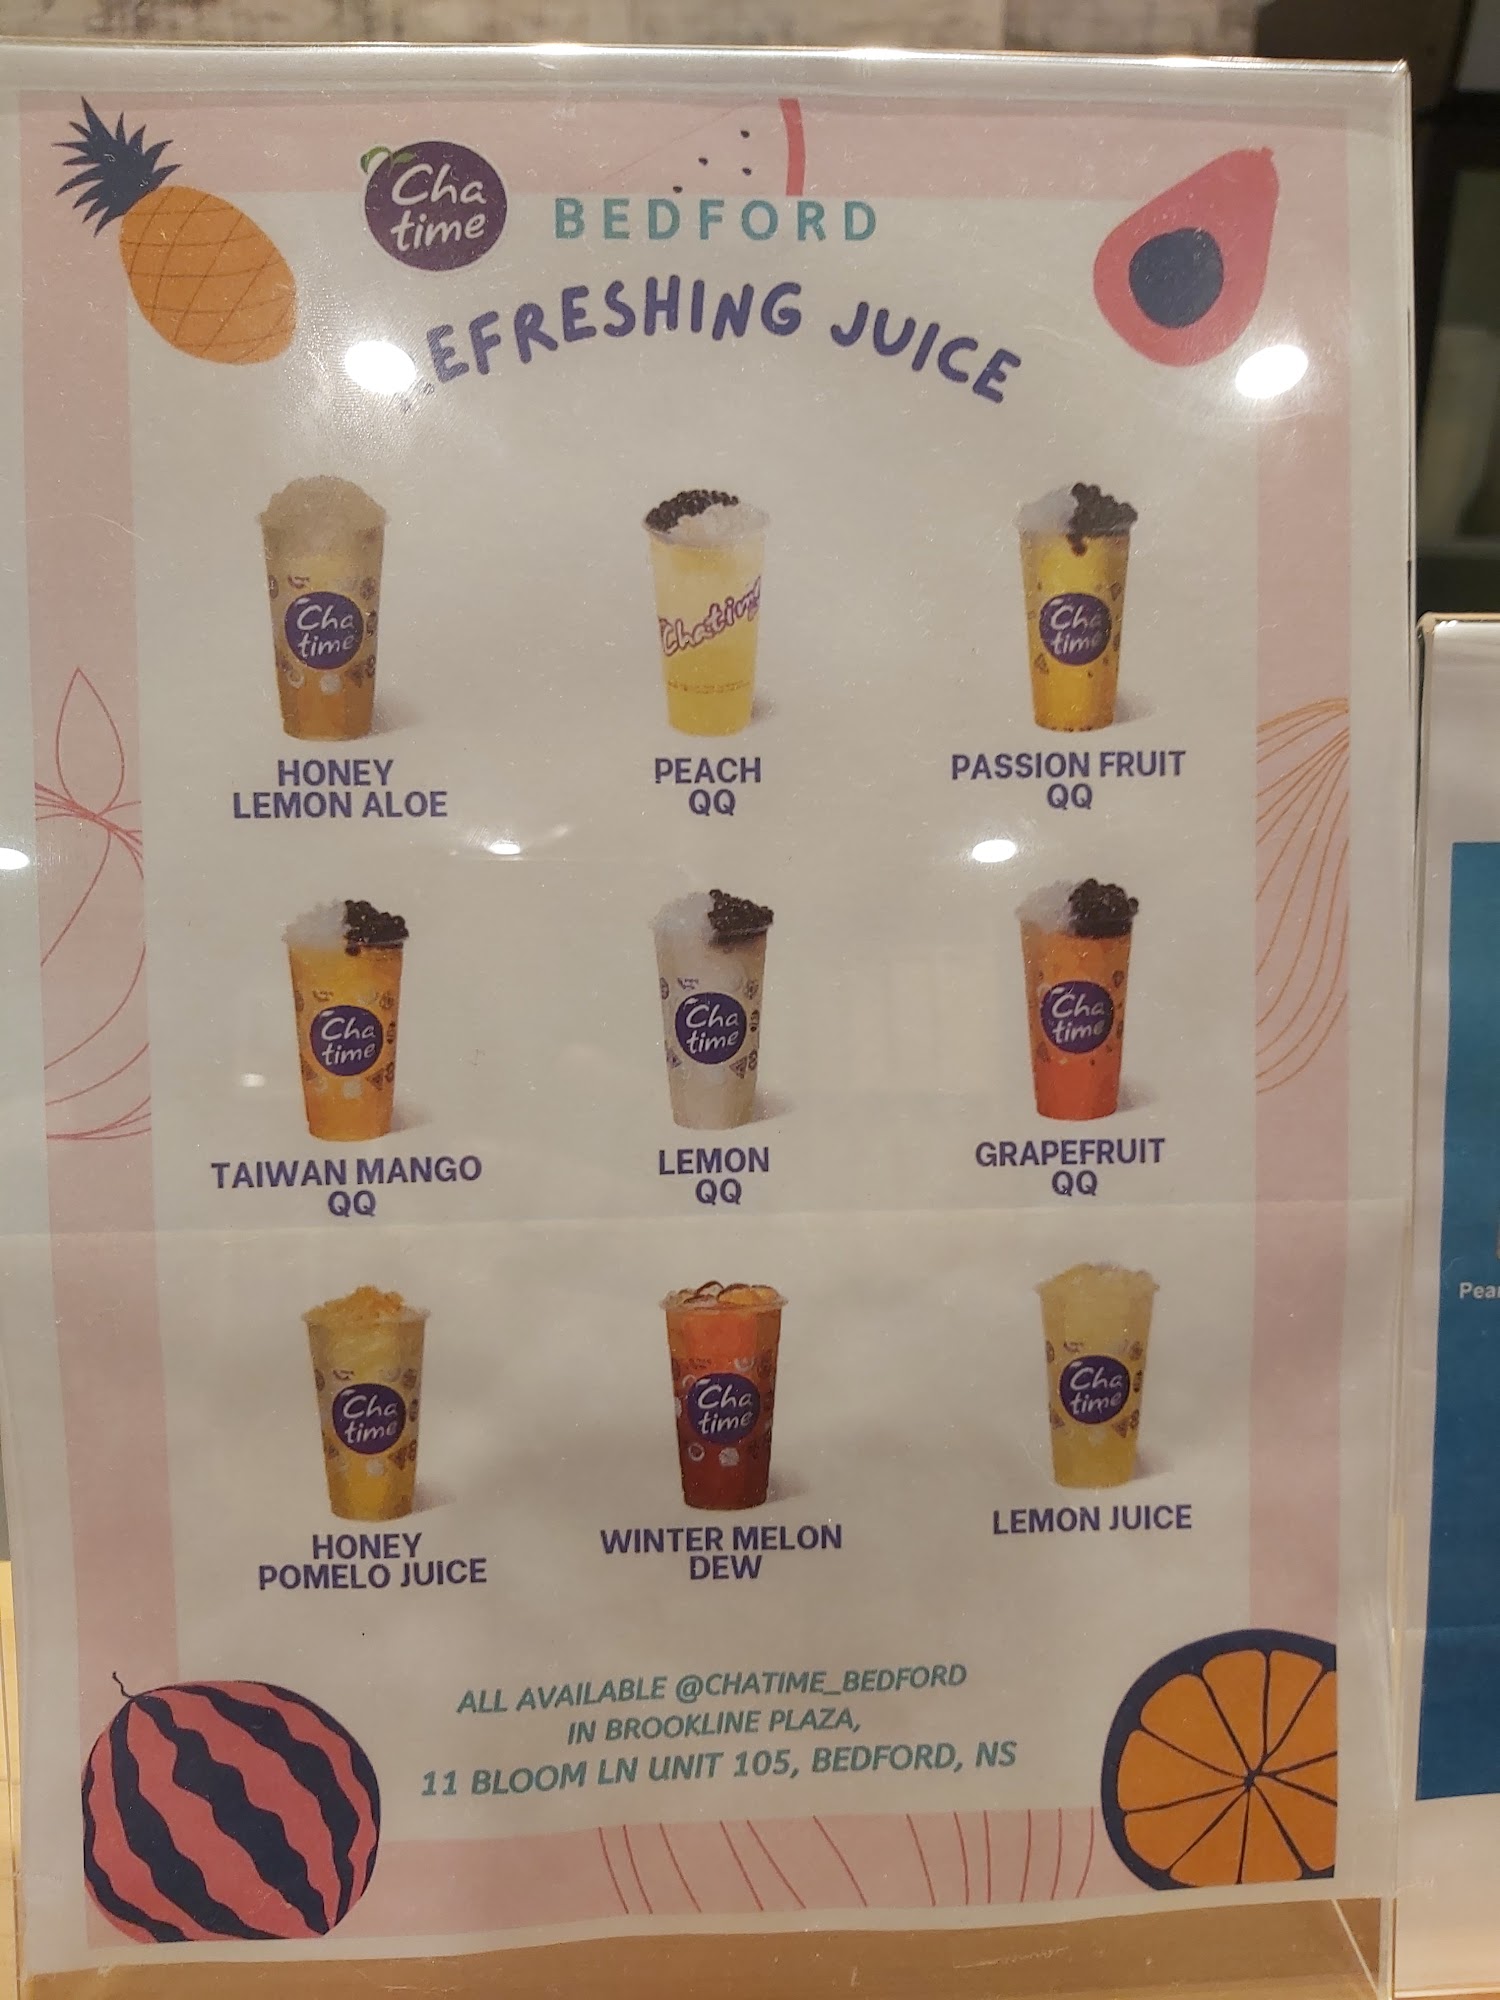 Cha
time
BEDFORD
REFRESHING JUICE
Cha
time
Chatime
Cha
time
HONEY
LEMON ALOE
PEACH
QQ
PASSION FRUIT
QQ
Cha
time
Cha
time
Cha
time
TAIWAN MANGO
QQ
LEMON
QQ
GRAPEFRUIT
QQ
Cha
time
Cha
time
Cha
time
HONEY
POMELO JUICE
WINTER MELON
DEW
LEMON JUICE
ALL AVAILABLE @CHATIME_BEDFORD
IN BROOKLINE PLAZA,
11 BLOOM LN UNIT 105, BEDFORD, NS